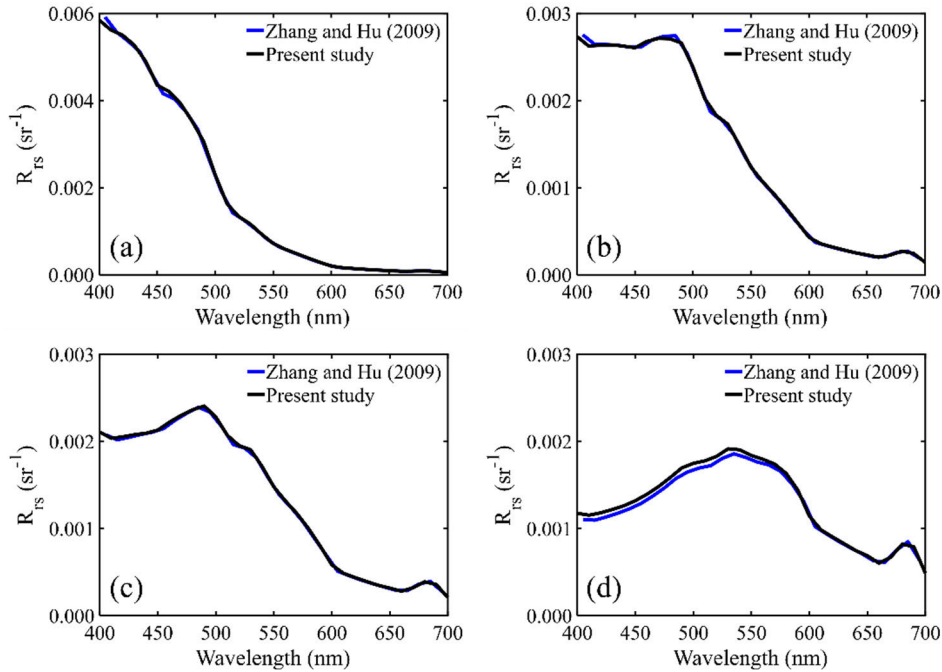 0.006
0.004
0.002
0.000
R_rs (sr^-1)
Zhang and Hu (2009)
Present study
(a)
400 450 500 550 600 650 700
Wavelength (nm)
0.003
0.002
0.001
0.000
R_rs (sr^-1)
Zhang and Hu (2009)
Present study
(b)
400 450 500 550 600 650 700
Wavelength (nm)
0.003
0.002
0.001
0.000
R_rs (sr^-1)
Zhang and Hu (2009)
Present study
(c)
400 450 500 550 600 650 700
Wavelength (nm)
0.003
0.002
0.001
0.000
R_rs (sr^-1)
Zhang and Hu (2009)
Present study
(d)
400 450 500 550 600 650 700
Wavelength (nm)